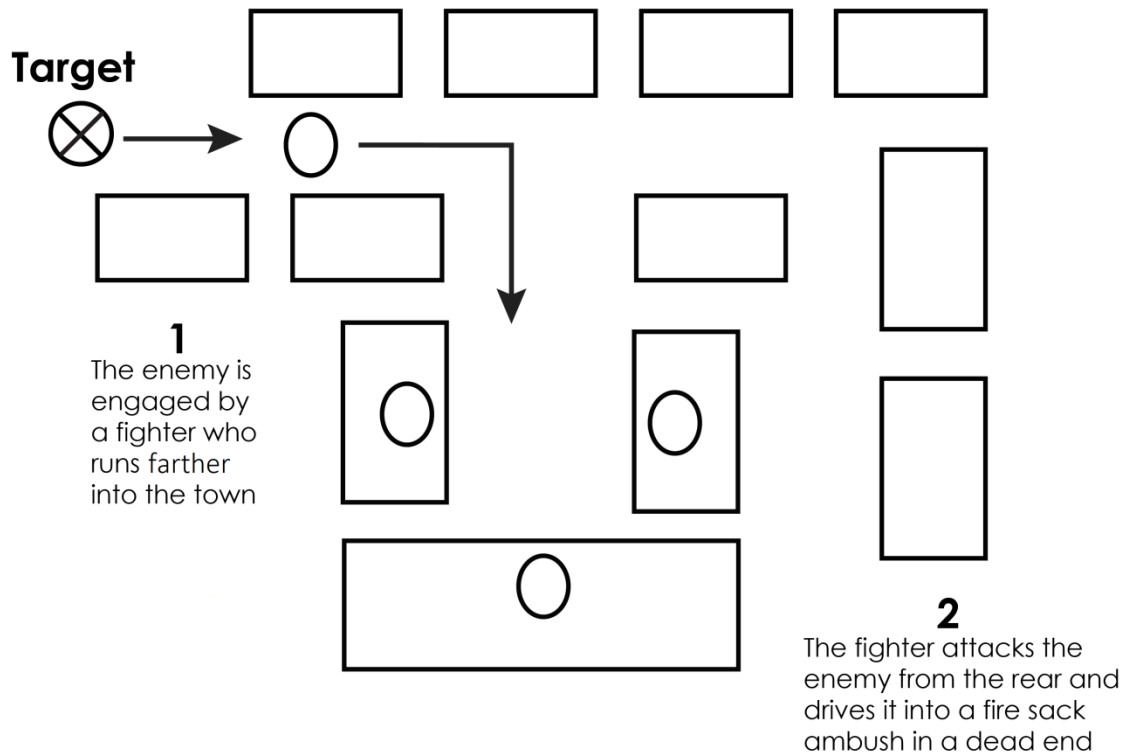 Target
1
The enemy is
engaged by
a fighter who
runs farther
into the town
2
The fighter attacks the
enemy from the rear and
drives it into a fire sack
ambush in a dead end